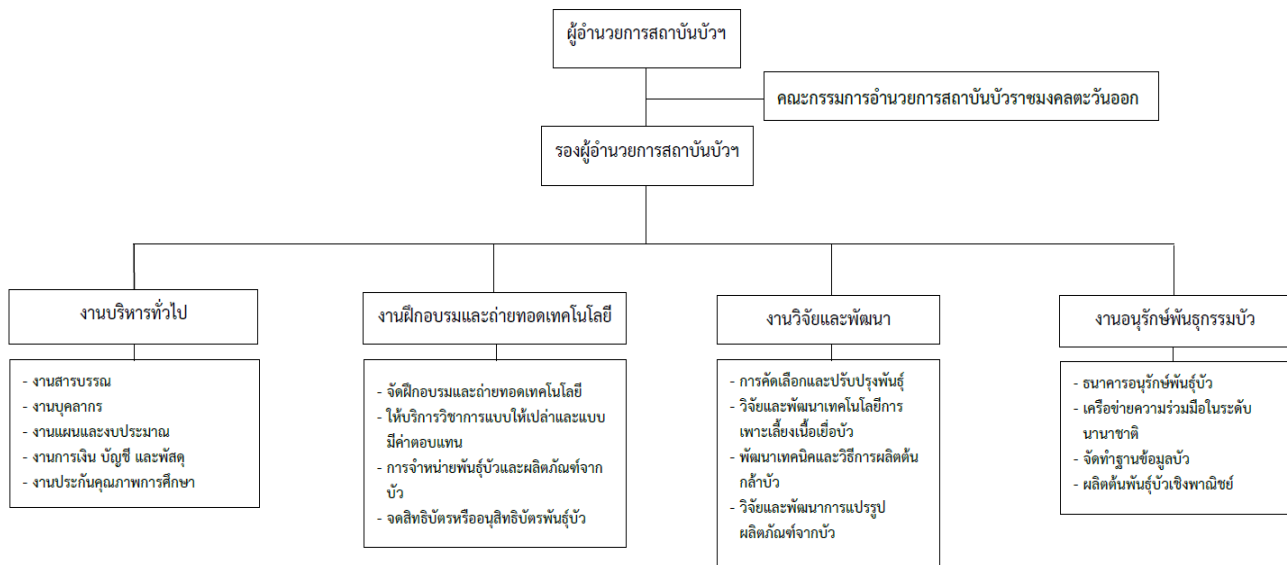 ผู้อำนวยการสถาบันบัวฯ
คณะกรรมการอำนวยการสถาบันบัวราชมงคลตะวันออก
รองผู้อำนวยการสถาบันบัวฯ
งานบริหารทั่วไป
- งานสารบรรณ
- งานบุคลากร
- งานแผนและงบประมาณ
- งานการเงิน บัญชี และพัสดุ
- งานประกันคุณภาพการศึกษา
งานฝึกอบรมและถ่ายทอดเทคโนโลยี
- จัดฝึกอบรมและถ่ายทอดเทคโนโลยี
- ให้บริการวิชาการแบบให้เปล่าและแบบ
มีค่าตอบแทน
- การจำหน่ายพันธุ์บัวและผลิตภัณฑ์จาก
บัว
- จดสิทธิบัตรหรืออนุสิทธิบัตรพันธุ์บัว
งานวิจัยและพัฒนา
- การคัดเลือกและปรับปรุงพันธุ์
- วิจัยและพัฒนาเทคโนโลยีการ
เพาะเลี้ยงเนื้อเยื่อบัว
- พัฒนาเทคนิคและวิธีการผลิตต้น
กล้าบัว
- วิจัยและพัฒนาการแปรรูป
ผลิตภัณฑ์จากบัว
งานอนุรักษ์พันธุกรรมบัว
- ธนาคารอนุรักษ์พันธุ์บัว
- เครือข่ายความร่วมมือในระดับ
นานาชาติ
- จัดทำฐานข้อมูลบัว
- ผลิตต้นพันธุ์บัวเชิงพาณิชย์